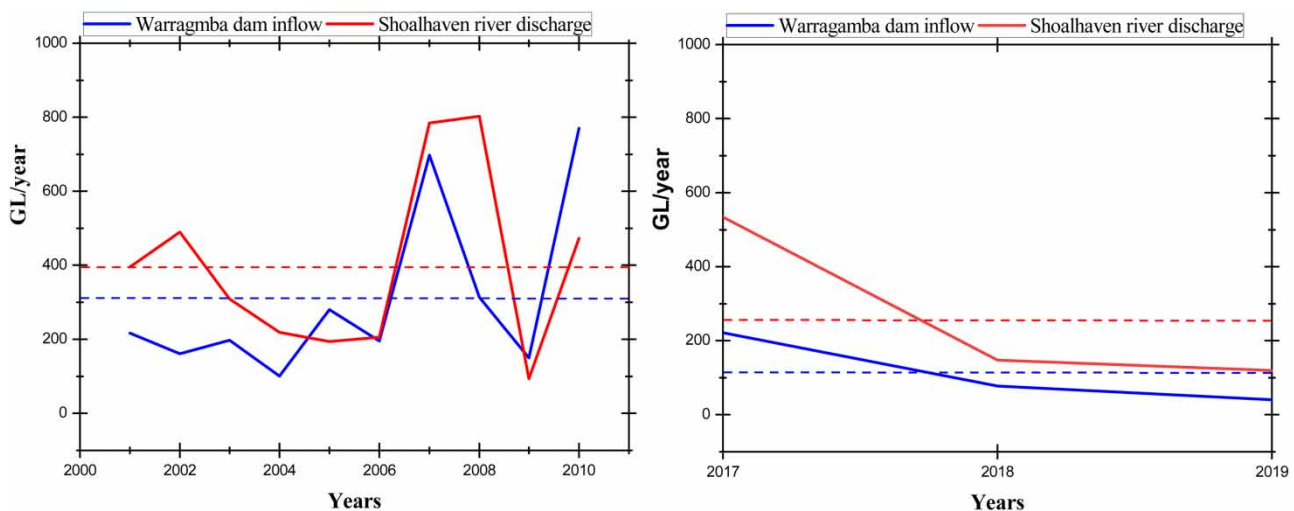 Warragmba dam inflow Shoalhaven river discharge
1000
800
600
400
200
0
GL/year
2000 2002 2004 2006 2008 2010
Years
Warragamba dam inflow Shoalhaven river discharge
1000
800
600
400
200
0
GL/year
2017 2018 2019
Years